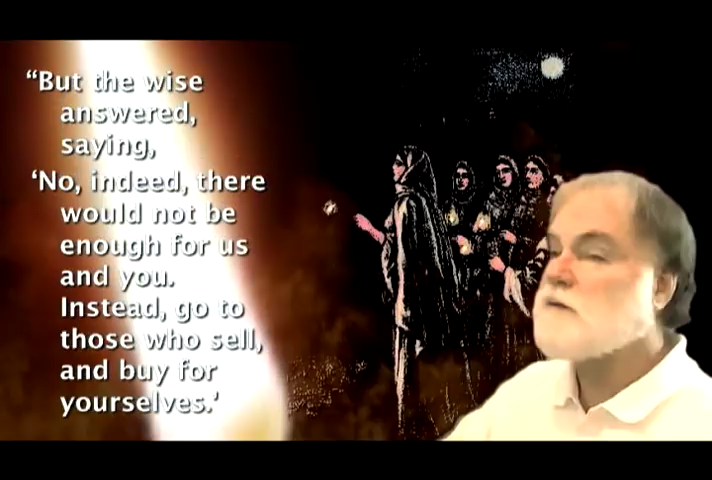 “But the wise
answered,
saying,
‘No, indeed, there
would not be
enough for us
and you.
Instead, go to
those who sell,
and buy for
yourselves.’